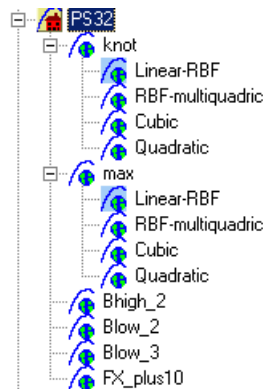 PS32
knot
Linear-RBF
RBF-multiquadric
Cubic
Quadratic
max
Linear-RBF
RBF-multiquadric
Cubic
Quadratic
Bhigh_2
Blow_2
Blow_3
FX_plus10